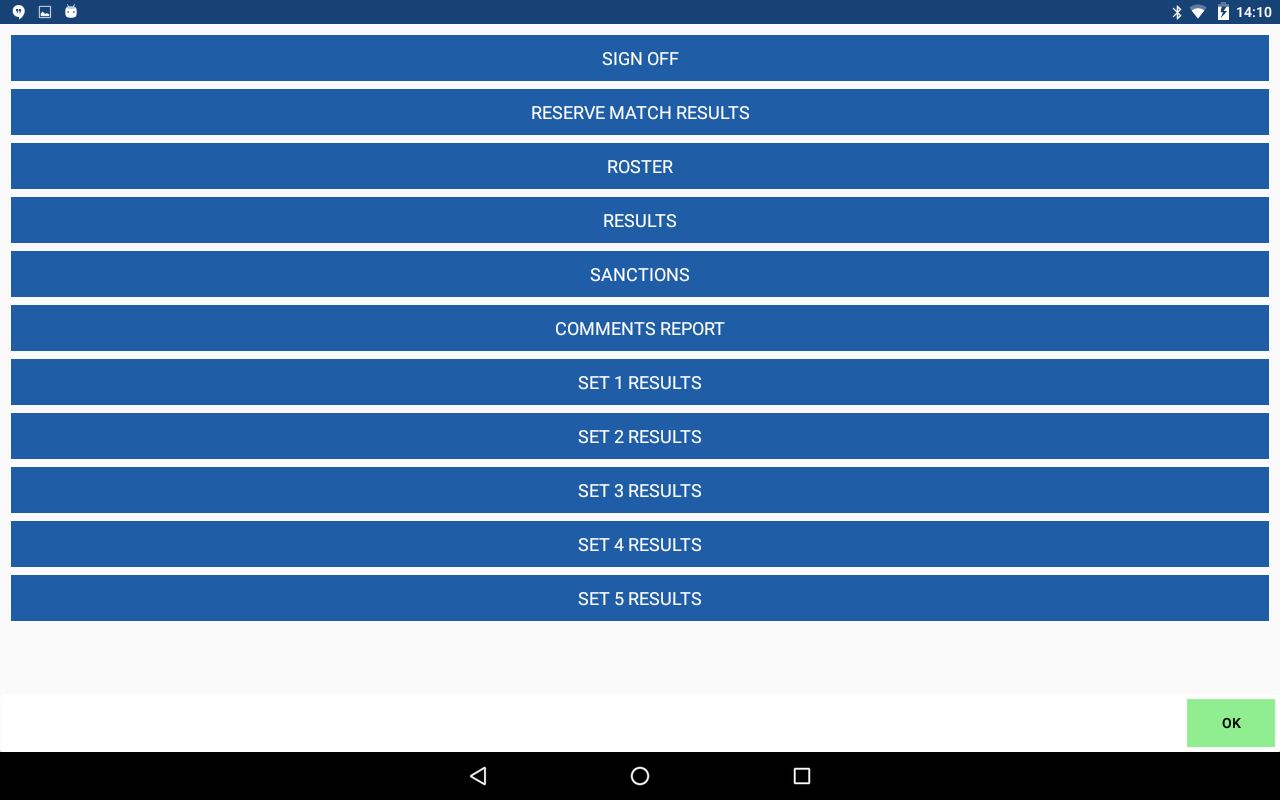 14:10
SIGN OFF
RESERVE MATCH RESULTS
ROSTER
RESULTS
SANCTIONS
COMMENTS REPORT
SET 1 RESULTS
SET 2 RESULTS
SET 3 RESULTS
SET 4 RESULTS
SET 5 RESULTS
OK